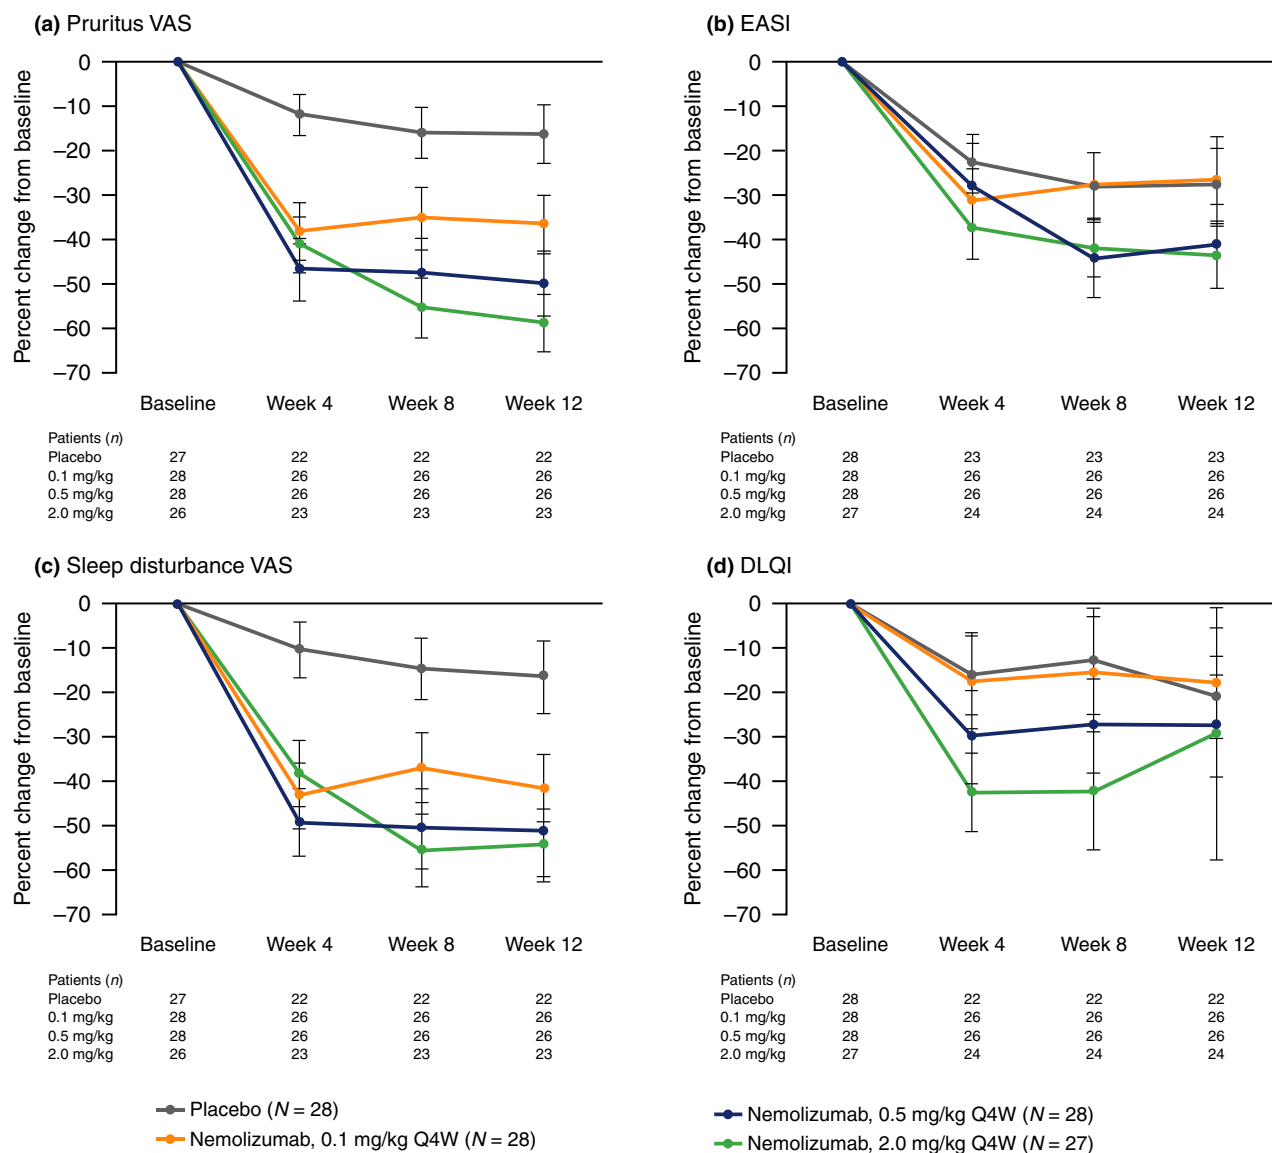 (a) Pruritus VAS
Percent change from baseline
0
–10
–20
–30
–40
–50
–60
–70
Baseline Week 4 Week 8 Week 12
Patients (n)
Placebo 27 22 22 22
0.1 mg/kg 28 26 26 26
0.5 mg/kg 28 26 26 26
2.0 mg/kg 26 23 23 23
(b) EASI
Percent change from baseline
0
–10
–20
–30
–40
–50
–60
–70
Baseline Week 4 Week 8 Week 12
Patients (n)
Placebo 28 23 23 23
0.1 mg/kg 28 26 26 26
0.5 mg/kg 28 26 26 26
2.0 mg/kg 27 24 24 24
(c) Sleep disturbance VAS
Percent change from baseline
0
–10
–20
–30
–40
–50
–60
–70
Baseline Week 4 Week 8 Week 12
Patients (n)
Placebo 27 22 22 22
0.1 mg/kg 28 26 26 26
0.5 mg/kg 28 26 26 26
2.0 mg/kg 26 23 23 23
(d) DLQI
Percent change from baseline
0
–10
–20
–30
–40
–50
–60
–70
Baseline Week 4 Week 8 Week 12
Patients (n)
Placebo 28 22 22 22
0.1 mg/kg 28 26 26 26
0.5 mg/kg 28 26 26 26
2.0 mg/kg 27 24 24 24
Placebo (N = 28)
Nemolizumab, 0.1 mg/kg Q4W (N = 28)
Nemolizumab, 0.5 mg/kg Q4W (N = 28)
Nemolizumab, 2.0 mg/kg Q4W (N = 27)